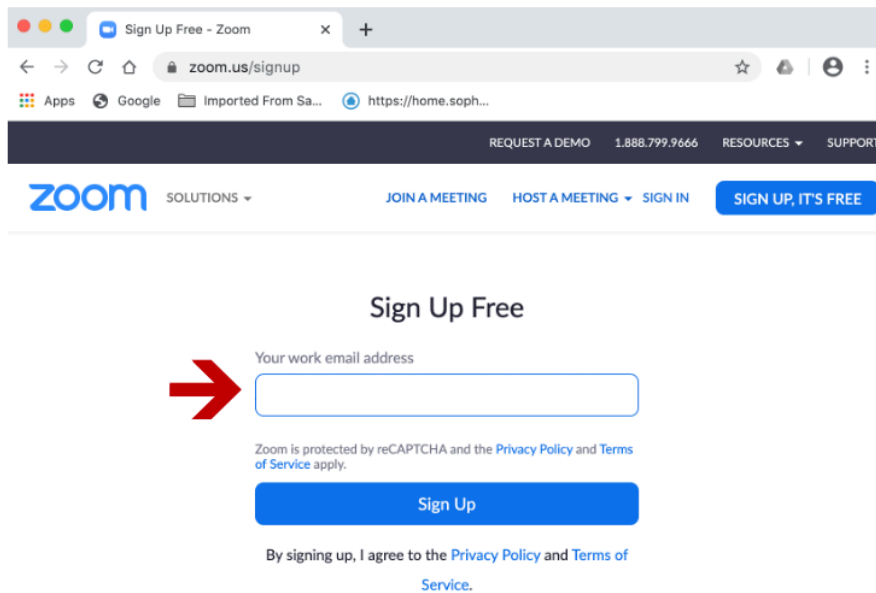 Sign Up Free - Zoom
zoom.us/signup
Apps Google Imported From Sa... https://home.soph...
REQUEST A DEMO 1.888.799.9666 RESOURCES SUPPORT
zoom SOLUTIONS JOIN A MEETING HOST A MEETING SIGN IN SIGN UP, IT'S FREE
Sign Up Free
Your work email address
Zoom is protected by reCAPTCHA and the Privacy Policy and Terms
of Service apply.
Sign Up
By signing up, I agree to the Privacy Policy and Terms of
Service.